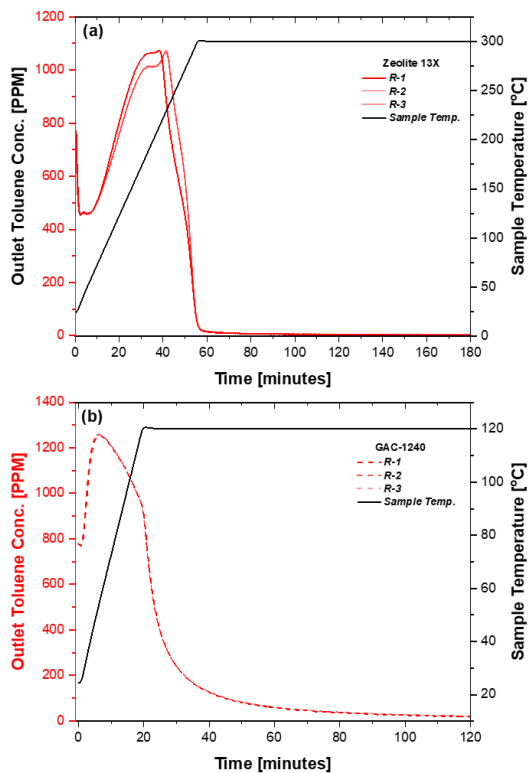 (a)
Zeolite 13X
R-1
R-2
R-3
Sample Temp.
Outlet Toluene Conc. [PPM]
1200
1000
800
600
400
200
0
Sample Temperature [°C]
300
250
200
150
100
50
0
0 20 40 60 80 100 120 140 160 180
Time [minutes]
(b)
GAC-1240
R-1
R-2
R-3
Sample Temp.
Outlet Toluene Conc. [PPM]
1400
1200
1000
800
600
400
200
0
Sample Temperature [°C]
120
100
80
60
40
20
0 20 40 60 80 100 120
Time [minutes]